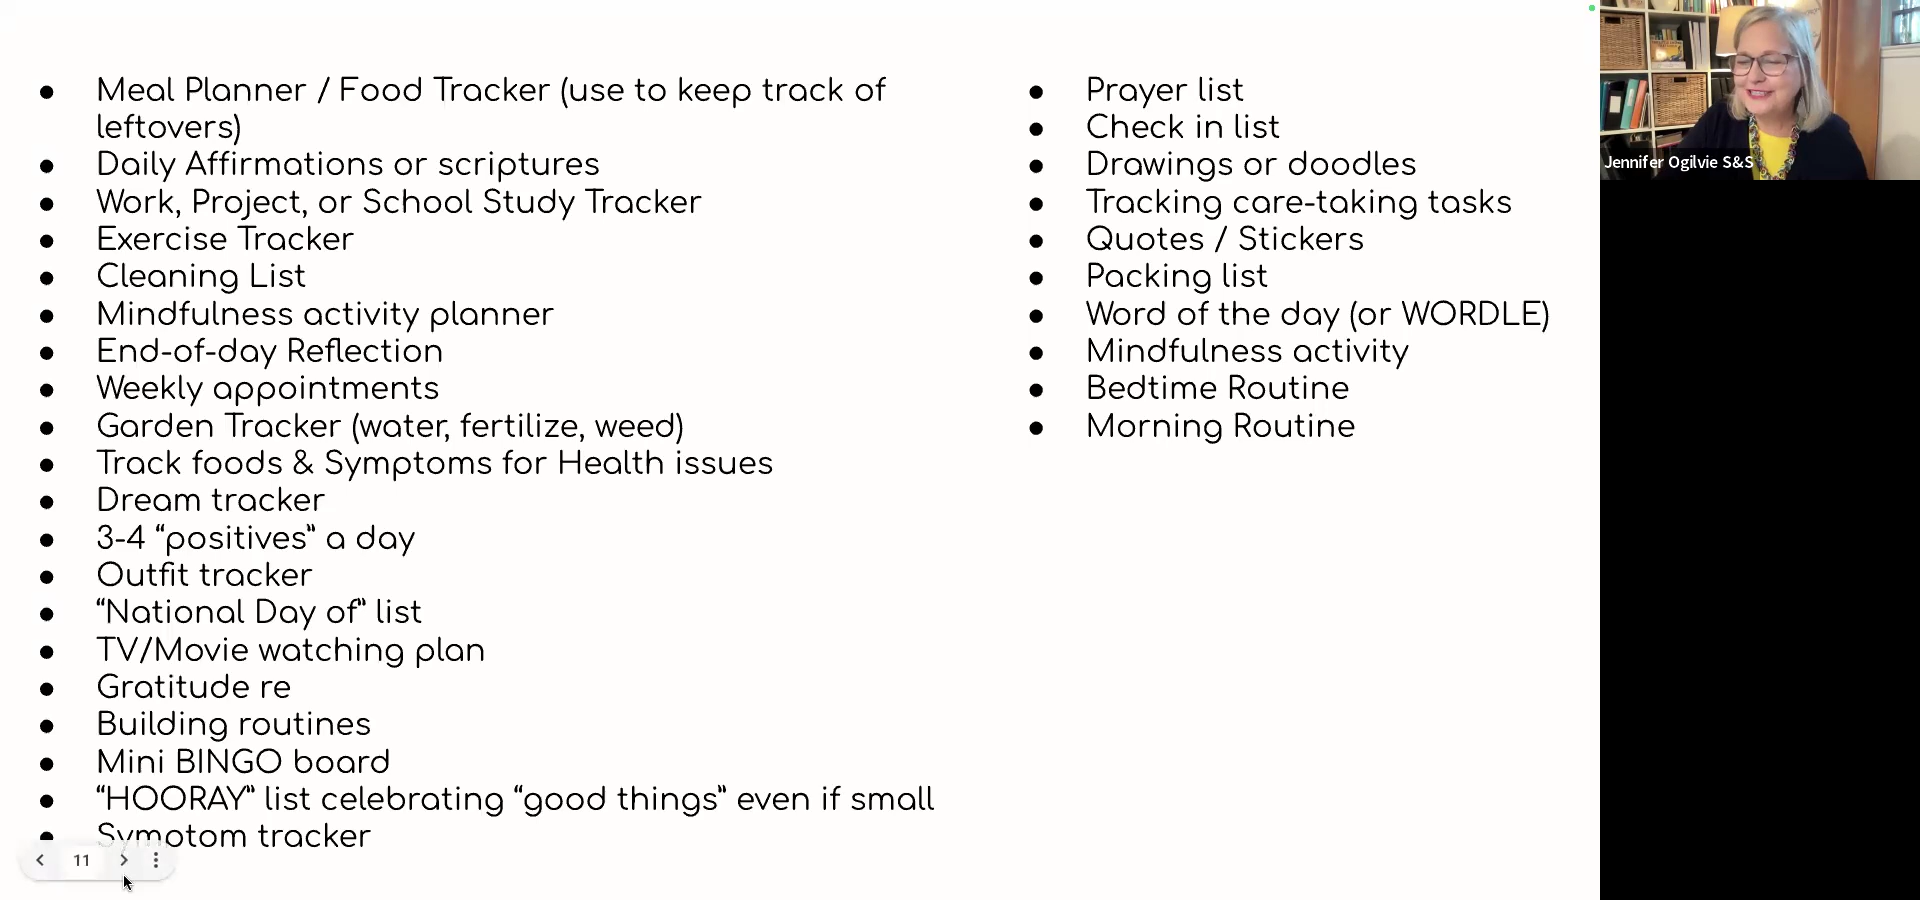 ● Meal Planner / Food Tracker (use to keep track of
leftovers)
● Daily Affirmations or scriptures
● Work, Project, or School Study Tracker
● Exercise Tracker
● Cleaning List
● Mindfulness activity planner
● End-of-day Reflection
● Weekly appointments
● Garden Tracker (water, fertilize, weed)
● Track foods & Symptoms for Health issues
● Dream tracker
● 3-4 “positives” a day
● Outfit tracker
● “National Day of” list
● TV/Movie watching plan
● Gratitude re
● Building routines
● Mini BINGO board
● “HOORAY” list celebrating “good things” even if small
● Symptom tracker
● Prayer list
● Check in list
● Drawings or doodles
● Tracking care-taking tasks
● Quotes / Stickers
● Packing list
● Word of the day (or WORDLE)
● Mindfulness activity
● Bedtime Routine
● Morning Routine
11
Jennifer Ogilvie S&S